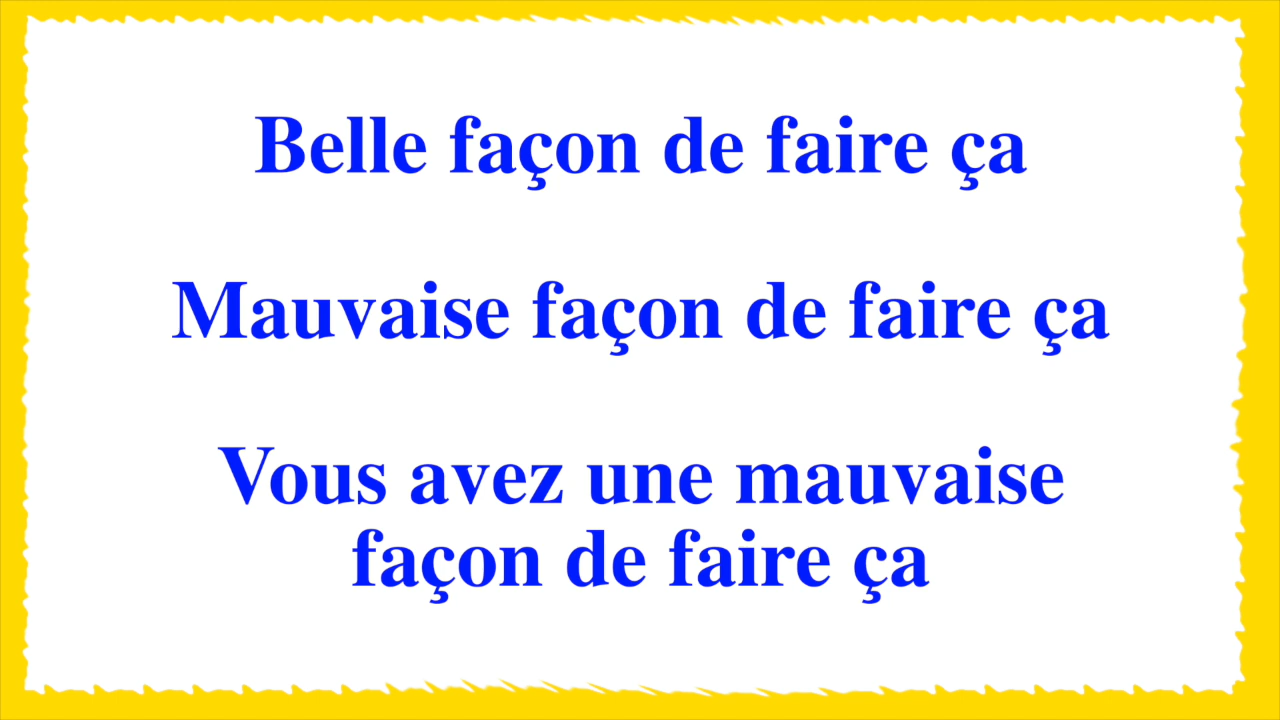 Belle façon de faire ça
Mauvaise façon de faire ça
Vous avez une mauvaise
façon de faire ça